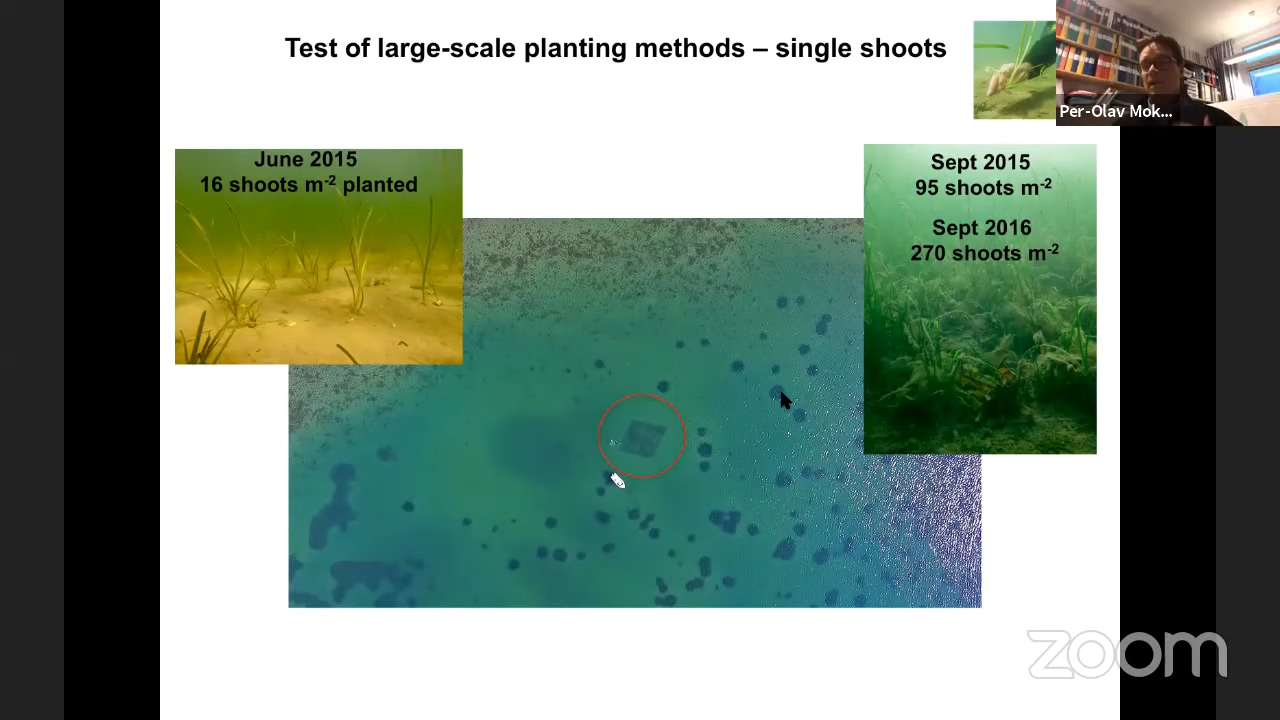 Test of large-scale planting methods – single shoots
Per-Olav Mok...
June 2015
16 shoots m-2 planted
Sept 2015
95 shoots m-2
Sept 2016
270 shoots m-2
zoom